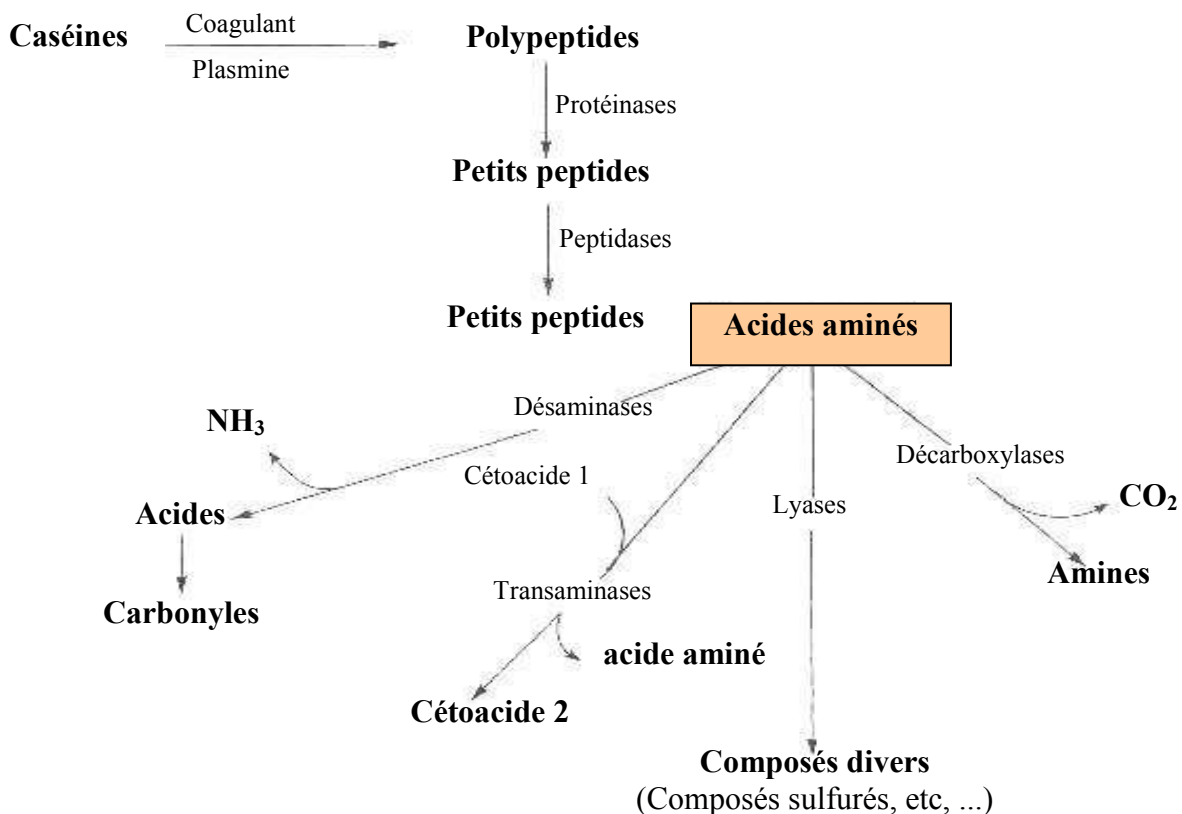 Caséines
Coagulant
Plasmine
Polypeptides
Protéinases
Petits peptides
Peptidases
Petits peptides
Acides aminés
Désaminases
NH₃
Acides
Carbonyles
Cétoacide 1
Transaminases
acide aminé
Cétoacide 2
Lyases
Composés divers
(Composés sulfurés, etc, ...)
Décarboxylases
CO₂
Amines